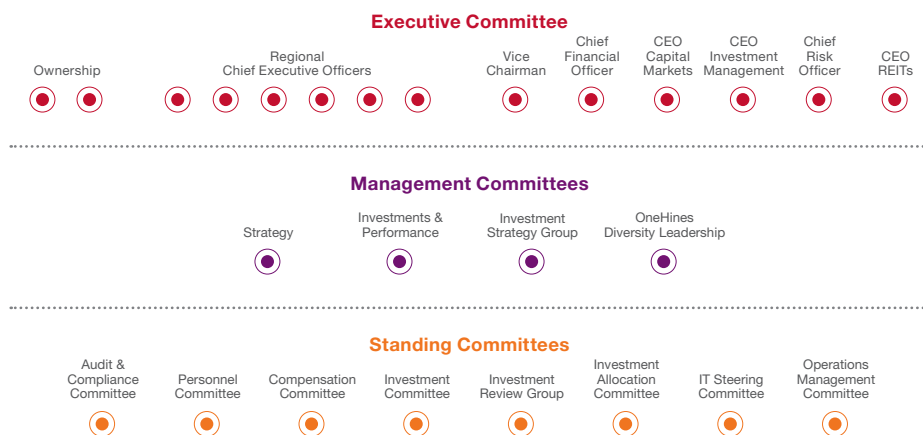 Executive Committee
Ownership
Regional
Chief Executive Officers
Vice
Chairman
Chief
Financial
Officer
CEO
Capital
Markets
CEO
Investment
Management
Chief
Risk
Officer
CEO
REITs
Management Committees
Strategy
Investments &
Performance
Investment
Strategy Group
OneHines
Diversity Leadership
Standing Committees
Audit &
Compliance
Committee
Personnel
Committee
Compensation
Committee
Investment
Committee
Investment
Review Group
Investment
Allocation
Committee
IT Steering
Committee
Operations
Management
Committee